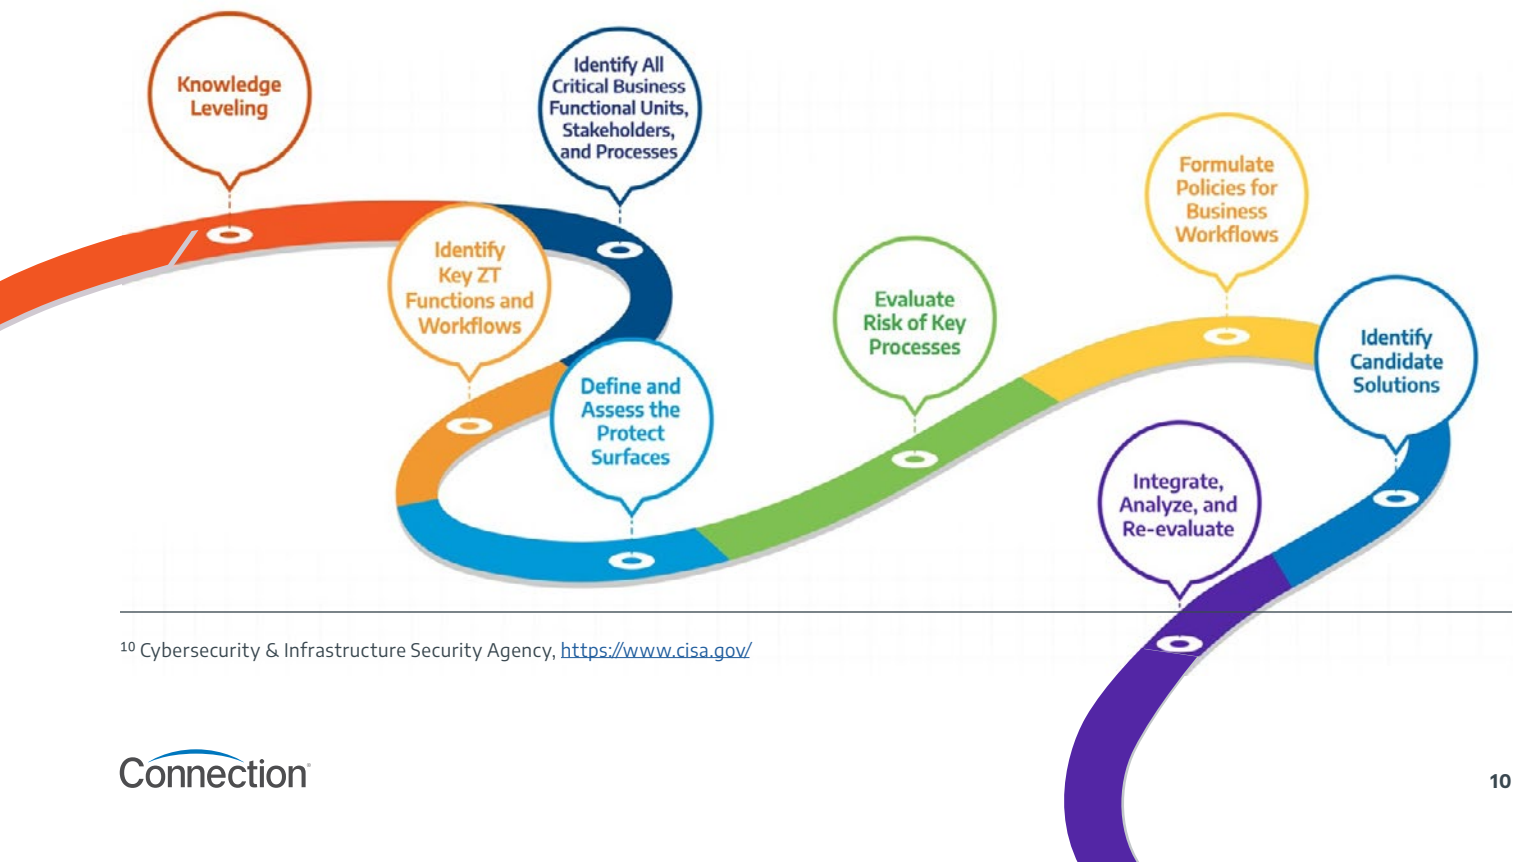 Knowledge
Leveling
Identify All
Critical Business
Functional Units,
Stakeholders,
and Processes
Identify
Key ZT
Functions and
Workflows
Define and
Assess the
Protect
Surfaces
Evaluate
Risk of Key
Processes
Formulate
Policies for
Business
Workflows
Identify
Candidate
Solutions
Integrate,
Analyze, and
Re-evaluate
10 Cybersecurity & Infrastructure Security Agency, https://www.cisa.gov/
Connection®
10